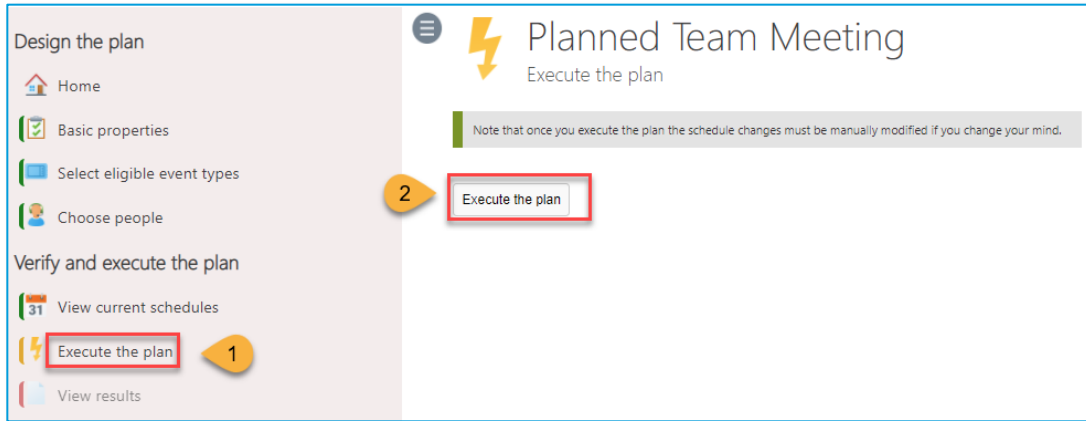 Design the plan
Home
Basic properties
Select eligible event types
Choose people
Verify and execute the plan
31
View current schedules
Execute the plan
1
View results
Planned Team Meeting
Execute the plan
Note that once you execute the plan the schedule changes must be manually modified if you change your mind.
2
Execute the plan